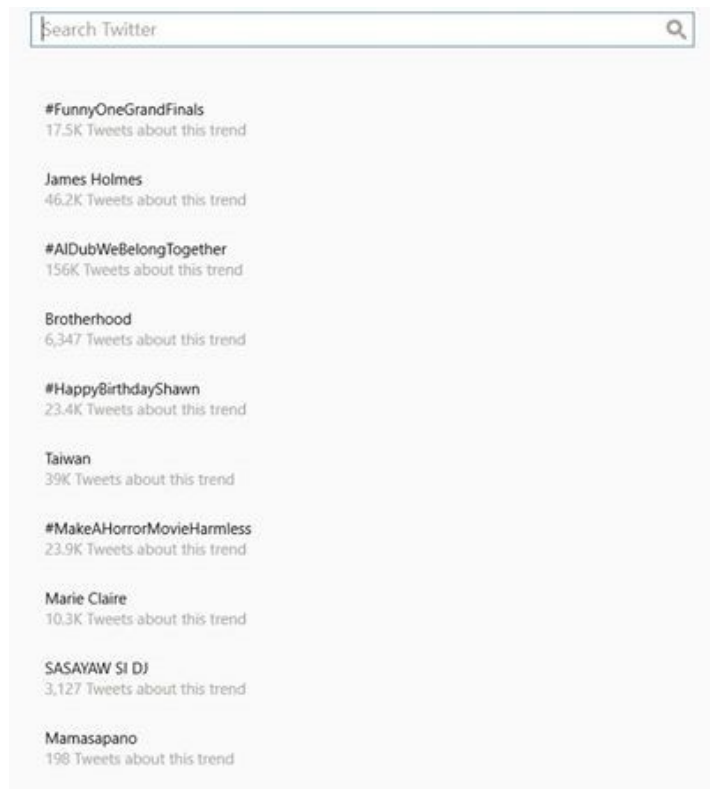 Search Twitter
#FunnyOneGrandFinals
17.5K Tweets about this trend
James Holmes
46.2K Tweets about this trend
#AlDubWeBelongTogether
156K Tweets about this trend
Brotherhood
6,347 Tweets about this trend
#HappyBirthdayShawn
23.4K Tweets about this trend
Taiwan
39K Tweets about this trend
#MakeAHorrorMovieHarmless
23.9K Tweets about this trend
Marie Claire
10.3K Tweets about this trend
SASAYAW SI DJ
3,127 Tweets about this trend
Mamasapano
198 Tweets about this trend